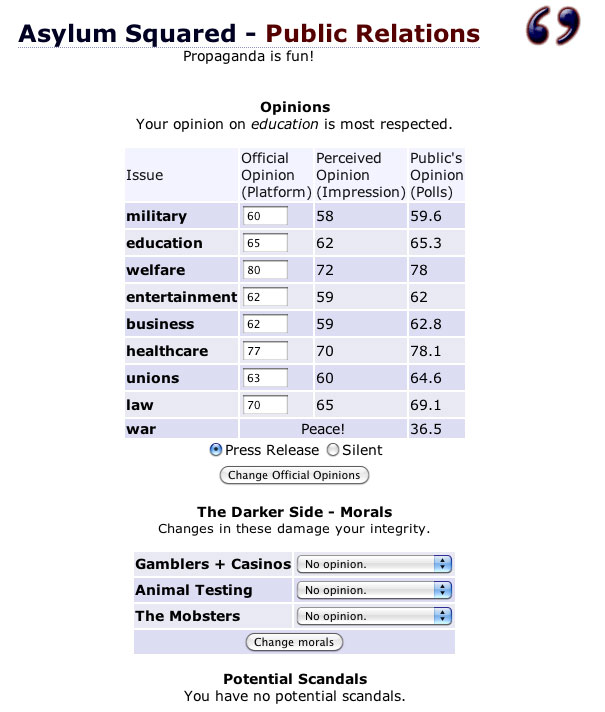 Asylum Squared - Public Relations
Propaganda is fun!
Opinions
Your opinion on education is most respected.
Issue Official Opinion (Platform) Perceived Opinion (Impression) Public's Opinion (Polls)
military 60 58 59.6
education 65 62 65.3
welfare 80 72 78
entertainment 62 59 62
business 62 59 62.8
healthcare 77 70 78.1
unions 63 60 64.6
law 70 65 69.1
war Peace! 36.5
Press Release Silent
Change Official Opinions
The Darker Side - Morals
Changes in these damage your integrity.
Gamblers + Casinos No opinion.
Animal Testing No opinion.
The Mobsters No opinion.
Change morals
Potential Scandals
You have no potential scandals.